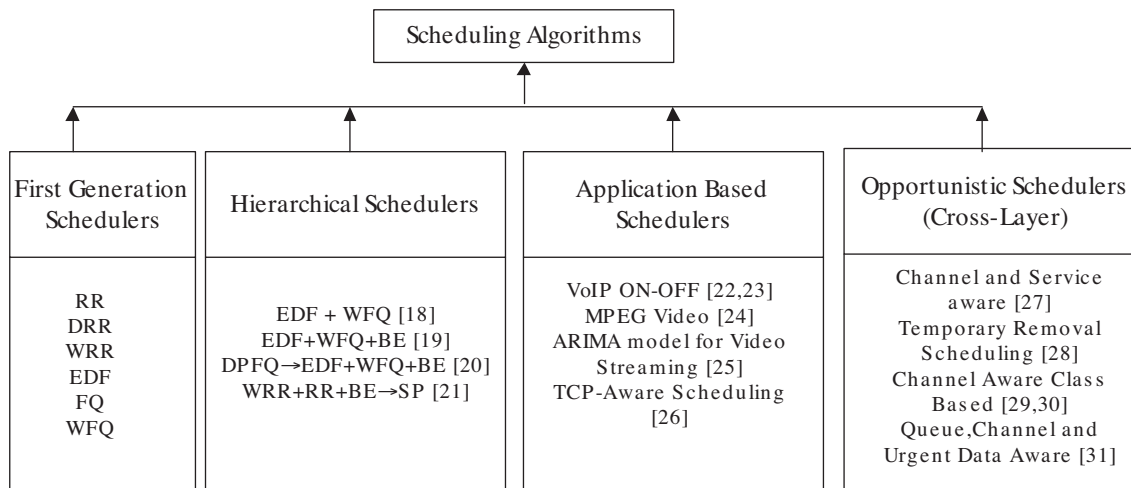 Scheduling Algorithms
First Generation
Schedulers
RR
DRR
WRR
EDF
FQ
WFQ
Hierarchical Schedulers
EDF + WFQ [18]
EDF+WFQ+BE [19]
DPFQ→EDF+WFQ+BE [20]
WRR+RR+BE→SP [21]
Application Based
Schedulers
VoIP ON-OFF [22,23]
MPEG Video [24]
ARIMA model for Video
Streaming [25]
TCP-Aware Scheduling
[26]
Opportunistic Schedulers
(Cross-Layer)
Channel and Service
aware [27]
Temporary Removal
Scheduling [28]
Channel Aware Class
Based [29,30]
Queue,Channel and
Urgent Data Aware [31]